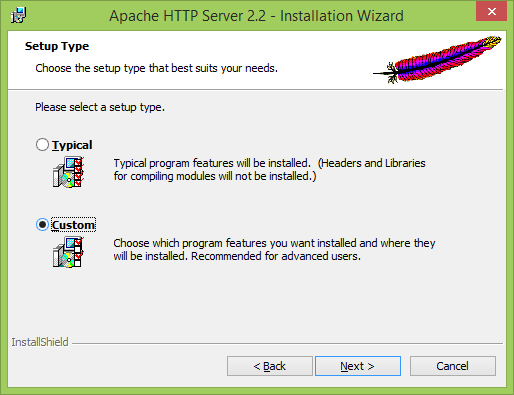 Apache HTTP Server 2.2 - Installation Wizard
Setup Type
Choose the setup type that best suits your needs.
Please select a setup type.
Typical
Typical program features will be installed. (Headers and Libraries
for compiling modules will not be installed.)
Custom
Choose which program features you want installed and where they
will be installed. Recommended for advanced users.
InstallShield
< Back
Next >
Cancel